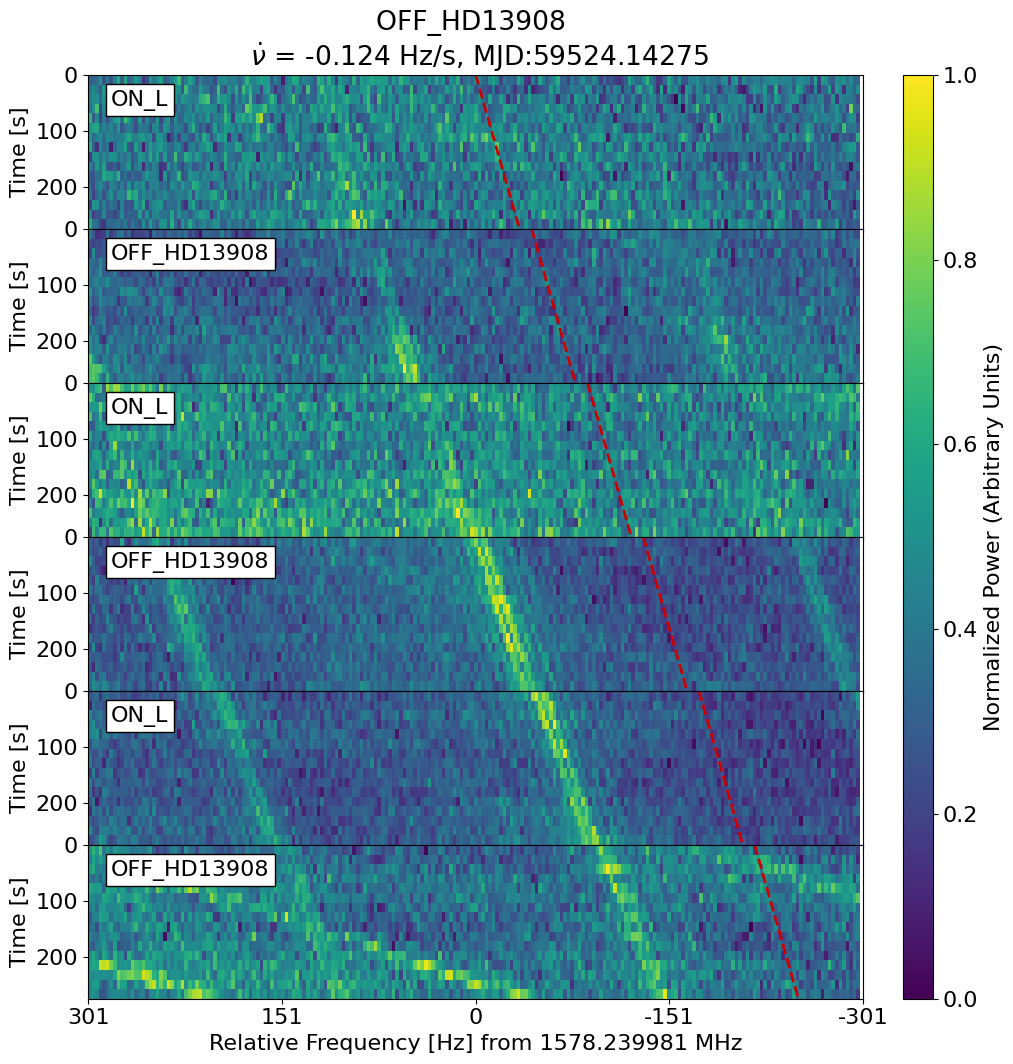 OFF_HD13908
ν̇ = -0.124 Hz/s, MJD:59524.14275
0
100
200
Time [s]
ON_L
0
100
200
Time [s]
OFF_HD13908
0
100
200
Time [s]
ON_L
0
100
200
Time [s]
OFF_HD13908
0
100
200
Time [s]
ON_L
0
100
200
Time [s]
OFF_HD13908
301 151 0 -151 -301
Relative Frequency [Hz] from 1578.239981 MHz
1.0
0.8
0.6
0.4
0.2
0.0
Normalized Power (Arbitrary Units)